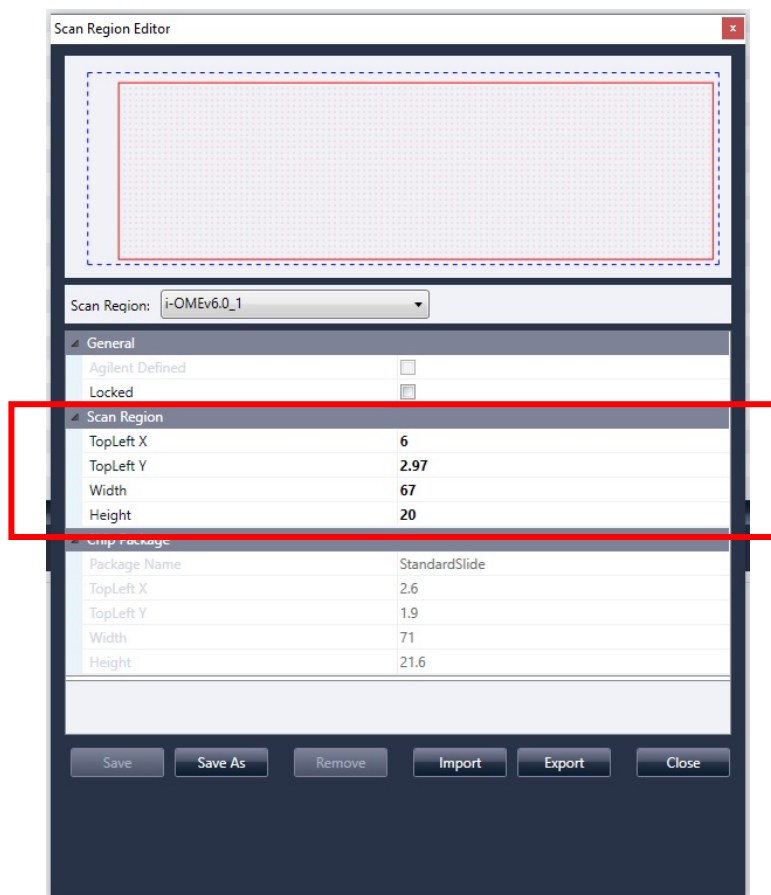 Scan Region Editor
x
Scan Region: i-OMEv6.0_1
General
Agilent Defined
Locked
Scan Region
TopLeft X 6
TopLeft Y 2.97
Width 67
Height 20
Chip Package
Package Name StandardSlide
TopLeft X 2.6
TopLeft Y 1.9
Width 71
Height 21.6
Save Save As Remove Import Export Close